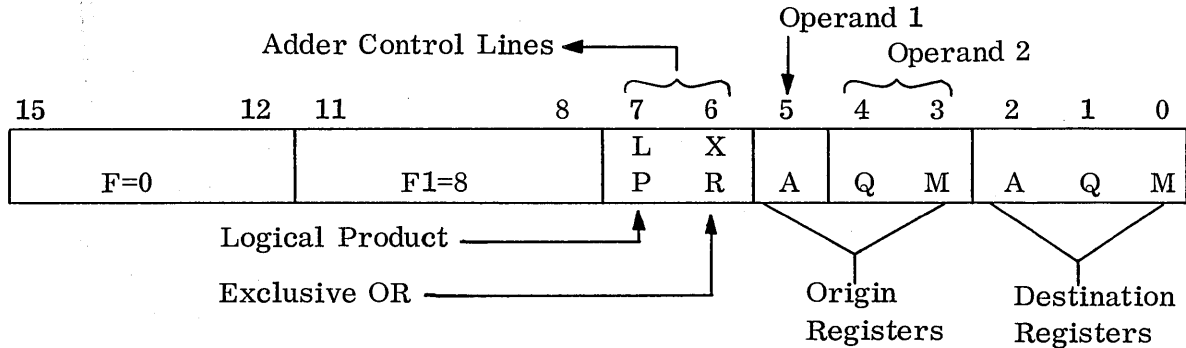 Operand 1
Adder Control Lines
Operand 2
15 12 11 8 7 6 5 4 3 2 1 0
L X
F=0 F1=8 P R A Q M A Q M
Logical Product
Exclusive OR
Origin Registers
Destination Registers